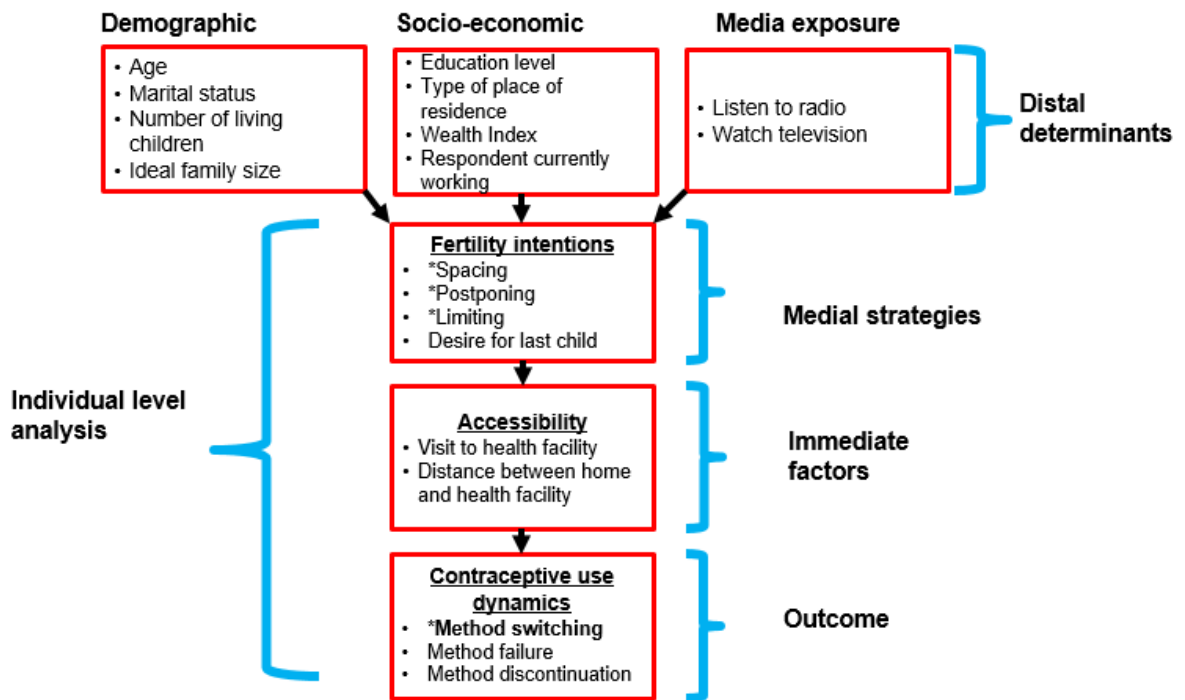 Demographic
Socio-economic
Media exposure
• Age
• Marital status
• Number of living
children
• Ideal family size
• Education level
• Type of place of
residence
• Wealth Index
• Respondent currently
working
• Listen to radio
• Watch television
Distal
determinants
Fertility intentions
• *Spacing
• *Postponing
• *Limiting
• Desire for last child
Medial strategies
Individual level
analysis
Accessibility
• Visit to health facility
• Distance between home
and health facility
Immediate
factors
Contraceptive use
dynamics
• *Method switching
• Method failure
• Method discontinuation
Outcome